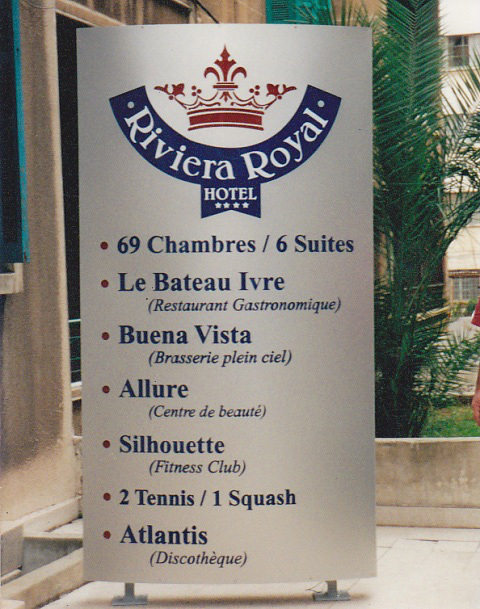 Riviera Royal
HOTEL
★★★★
• 69 Chambres / 6 Suites
• Le Bateau Ivre
(Restaurant Gastronomique)
• Buena Vista
(Brasserie plein ciel)
• Allure
(Centre de beauté)
• Silhouette
(Fitness Club)
• 2 Tennis / 1 Squash
• Atlantis
(Discothèque)